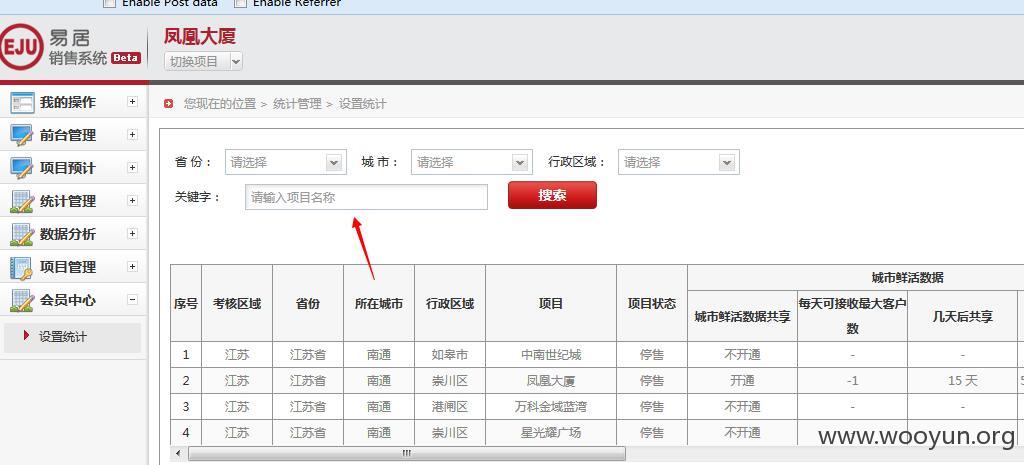 Enable Post data Enable Referrer
EJU 易居 销售系统 Beta
凤凰大厦
切换项目
我的操作
前台管理
项目预计
统计管理
数据分析
项目管理
会员中心
设置统计
您现在的位置 > 统计管理 > 设置统计
省 份： 请选择 城 市： 请选择 行政区域： 请选择
关键字： 请输入项目名称 搜索
序号 考核区域 省份 所在城市 行政区域 项目 项目状态 城市鲜活数据
城市鲜活数据共享 每天可接收最大客户数 几天后共享
1 江苏 江苏省 南通 如皋市 中南世纪城 停售 不开通 - -
2 江苏 江苏省 南通 崇川区 凤凰大厦 停售 开通 -1 15 天
3 江苏 江苏省 南通 港闸区 万科金域蓝湾 停售 不开通 - -
4 江苏 江苏省 南通 崇川区 星光耀广场 停售 不开通
www.wooyun.org